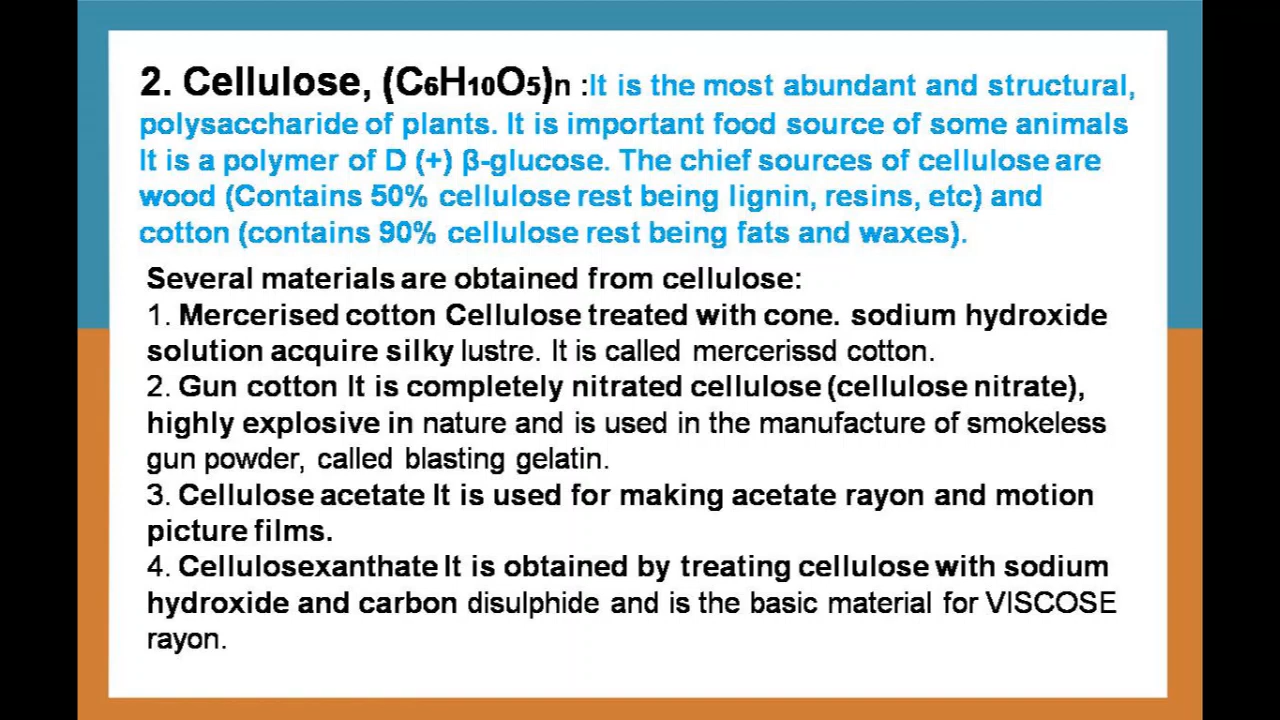 2. Cellulose, (C6H10O5)n :It is the most abundant and structural,
polysaccharide of plants. It is important food source of some animals
It is a polymer of D (+) β-glucose. The chief sources of cellulose are
wood (Contains 50% cellulose rest being lignin, resins, etc) and
cotton (contains 90% cellulose rest being fats and waxes).
Several materials are obtained from cellulose:
1. Mercerised cotton Cellulose treated with cone. sodium hydroxide
solution acquire silky lustre. It is called mercerissd cotton.
2. Gun cotton It is completely nitrated cellulose (cellulose nitrate),
highly explosive in nature and is used in the manufacture of smokeless
gun powder, called blasting gelatin.
3. Cellulose acetate It is used for making acetate rayon and motion
picture films.
4. Cellulosexanthate It is obtained by treating cellulose with sodium
hydroxide and carbon disulphide and is the basic material for VISCOSE
rayon.